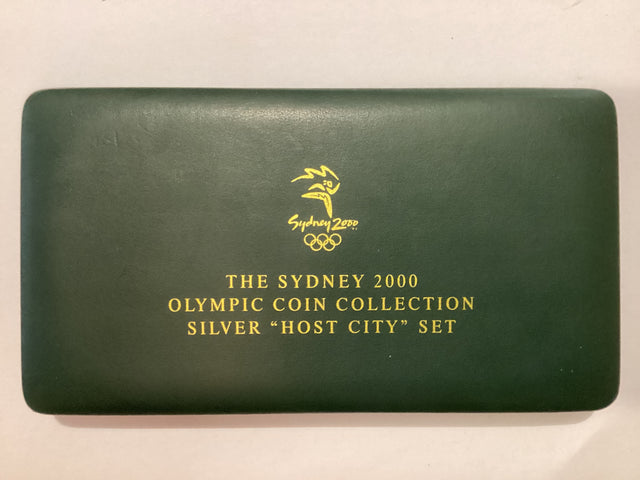 Sydney 2000
THE SYDNEY 2000
OLYMPIC COIN COLLECTION
SILVER “HOST CITY” SET